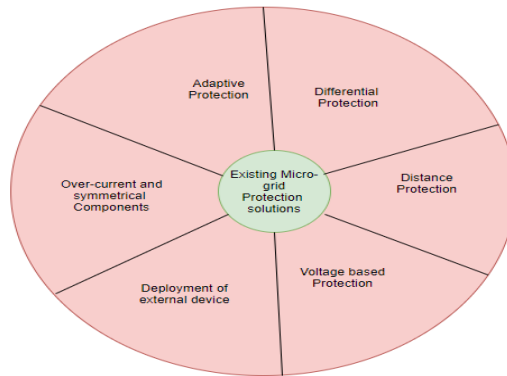 Adaptive
Protection
Differential
Protection
Over-current and
symmetrical
Components
Existing Micro-
grid
Protection
solutions
Distance
Protection
Deployment of
external device
Voltage based
Protection